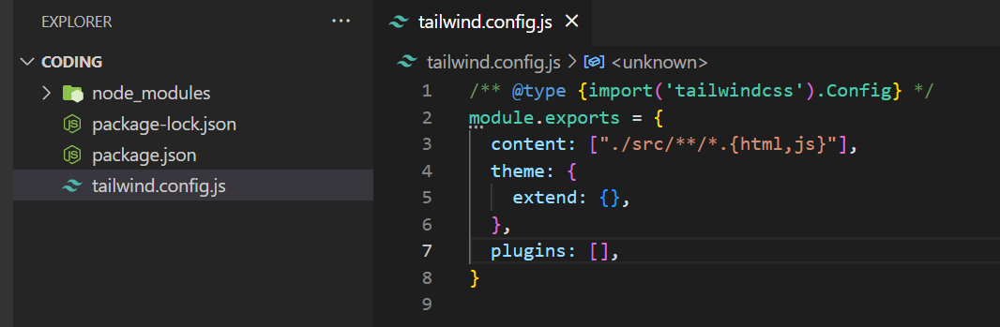 EXPLORER
···
CODING
node_modules
package-lock.json
package.json
tailwind.config.js
tailwind.config.js
tailwind.config.js > <unknown>
1 /** @type {import('tailwindcss').Config} */
2 module.exports = {
3   content: ["./src/**/*.{html,js}"],
4   theme: {
5     extend: {},
6   },
7   plugins: [],
8 }
9